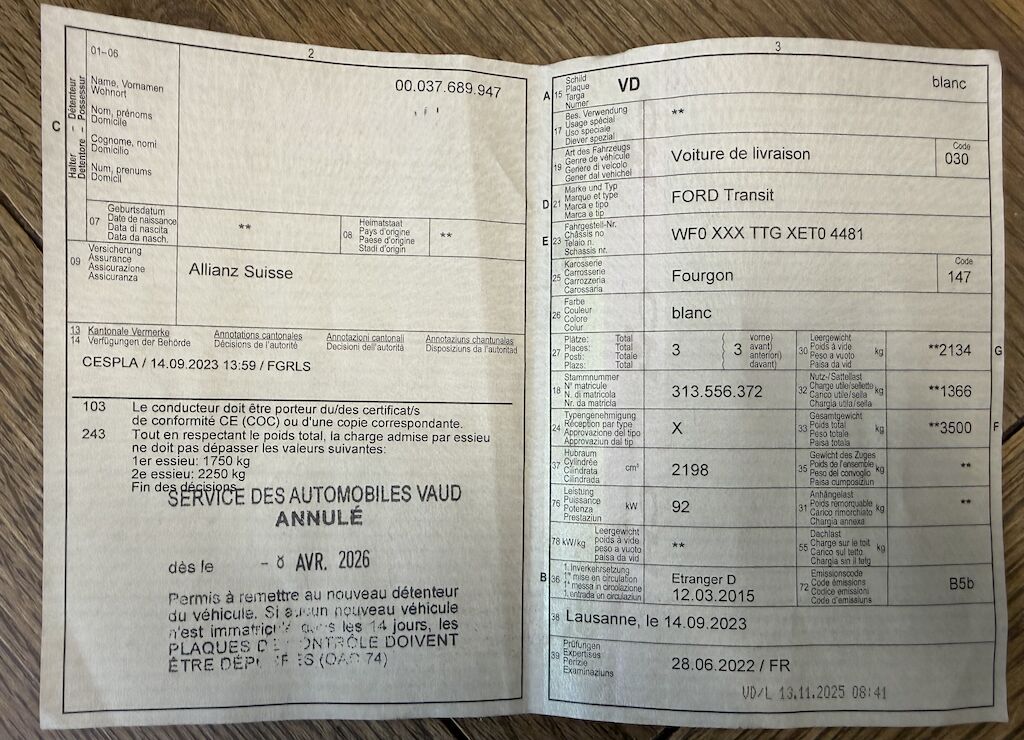 2
01–06
Halter – Détenteur
Detentore – Possessur
C
Name, Vornamen
Wohnort
Nom, prénoms
Domicile
Cognome, nomi
Domicilio
Num, prenums
Domicil
00.037.689.947
07
Geburtsdatum
Date de naissance
Data di nascita
Data da nasch.
**
08
Heimatstaat
Pays d'origine
Paese d'origine
Stadi d'origin
**
09
Versicherung
Assurance
Assicurazione
Assicuranza
Allianz Suisse
13
14
Kantonale Vermerke
Verfügungen der Behörde
Annotations cantonales
Décisions de l'autorité
Annotazioni cantonali
Decisioni dell'autorità
Annotaziuns chantunalas
Disposiziuns da l'autoritad
CESPLA / 14.09.2023 13:59 / FGRLS
103 Le conducteur doit être porteur du/des certificat/s
de conformité CE (COC) ou d'une copie correspondante.
243 Tout en respectant le poids total, la charge admise par essieu
ne doit pas dépasser les valeurs suivantes:
1er essieu: 1750 kg
2e essieu: 2250 kg
Fin des décisions
SERVICE DES AUTOMOBILES VAUD
ANNULÉ
dès le - 8 AVR. 2026
Permis à remettre au nouveau détenteur
du véhicule. Si aucun nouveau véhicule
n'est immatriculé dans les 14 jours, les
PLAQUES DE CONTRÔLE DOIVENT
ÊTRE DÉPOSÉES (OAC 74)
3
A 15
Schild
Plaque
Targa
Numer
VD
blanc
17
Bes. Verwendung
Usage spécial
Uso speciale
Diever spezial
**
19
Art des Fahrzeugs
Genre de véhicule
Genere di veicolo
Gener dal vehichel
Voiture de livraison
Code
030
D 21
Marke und Typ
Marque et type
Marca e tipo
Marca e tip
FORD Transit
E 23
Fahrgestell-Nr.
Châssis no
Telaio n.
Schassis nr.
WF0 XXX TTG XET0 4481
25
Karosserie
Carrosserie
Carrozzeria
Carossaria
Fourgon
Code
147
26
Farbe
Couleur
Colore
Colur
blanc
27
Plätze: Total
Places: Total
Posti: Totale
Plazs: Total
3
3
vorne)
avant)
anteriori)
davant)
30
Leergewicht
Poids à vide
Peso a vuoto
Paisa da vid
kg
**2134
G
18
Stammnummer
N° matricule
N. di matricola
Nr. da matricla
313.556.372
32
Nutz-/Sattellast
Charge utile/sellette
Carico utile/sella
Chargia utila/sella
kg
**1366
24
Typengenehmigung
Réception par type
Approvazione del tipo
Approvaziun dal tip
X
33
Gesamtgewicht
Poids total
Peso totale
Paisa totala
kg
**3500
F
37
Hubraum
Cylindrée
Cilindrata
Cilindrada
cm³
2198
35
Gewicht des Zuges
Poids de l'ensemble
Peso del convoglio
Paisa cumposiziun
kg
**
76
Leistung
Puissance
Potenza
Prestaziun
kW
92
31
Anhängelast
Poids remorquable
Carico rimorchiato
Chargia annexa
kg
**
78 kW/kg
Leergewicht
poids à vide
peso a vuoto
paisa da vid
**
55
Dachlast
Charge sur le toit
Carico sul tetto
Chargia sin il tetg
kg
B 36
1. Inverkehrsetzung
1re mise en circulation
1a messa in circolazione
1. entrada en circulaziun
Etranger D
12.03.2015
72
Emissionscode
Code émissions
Codice emissioni
Code d'emissiuns
B5b
38
Lausanne, le 14.09.2023
39
Prüfungen
Expertises
Perizie
Examinaziuns
28.06.2022 / FR
VD/L 13.11.2025 08:41